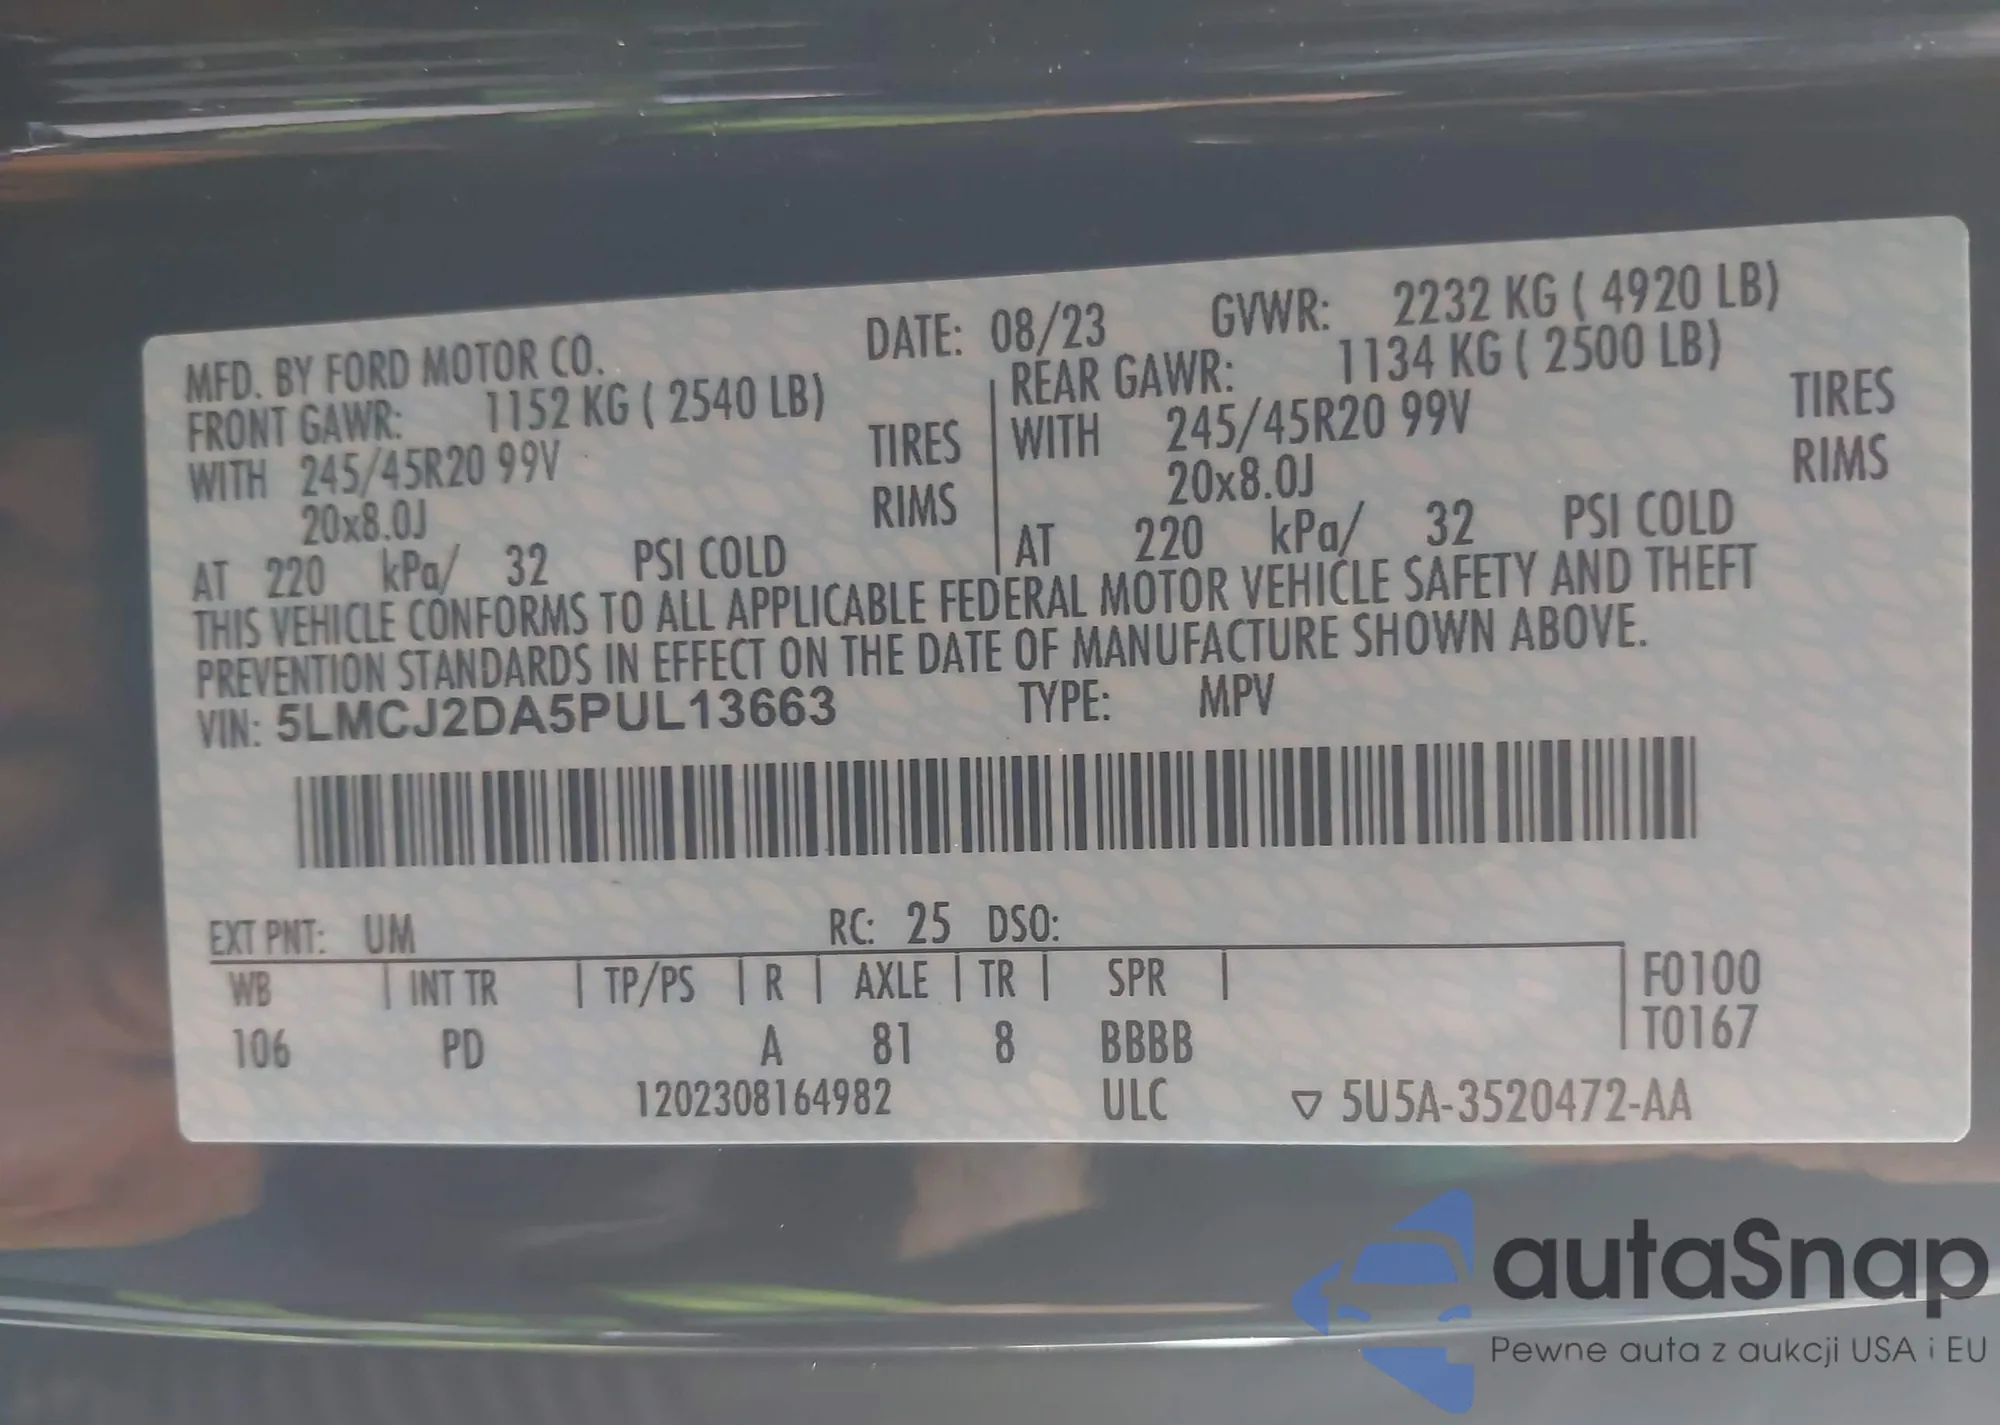 MFD. BY FORD MOTOR CO. DATE: 08/23 GVWR: 2232 KG ( 4920 LB)
FRONT GAWR: 1152 KG ( 2540 LB) REAR GAWR: 1134 KG ( 2500 LB)
WITH 245/45R20 99V TIRES WITH 245/45R20 99V TIRES
20x8.0J RIMS 20x8.0J RIMS
AT 220 kPa/ 32 PSI COLD AT 220 kPa/ 32 PSI COLD
THIS VEHICLE CONFORMS TO ALL APPLICABLE FEDERAL MOTOR VEHICLE SAFETY AND THEFT
PREVENTION STANDARDS IN EFFECT ON THE DATE OF MANUFACTURE SHOWN ABOVE.
VIN: 5LMCJ2DA5PUL13663 TYPE: MPV
EXT PNT: UM RC: 25 DSO:
WB INT TR TP/PS R AXLE TR SPR F0100
106 PD A 81 8 BBBB T0167
1202308164982 ULC ▽ 5U5A-3520472-AA
autaSnap
Pewne auta z aukcji USA i EU